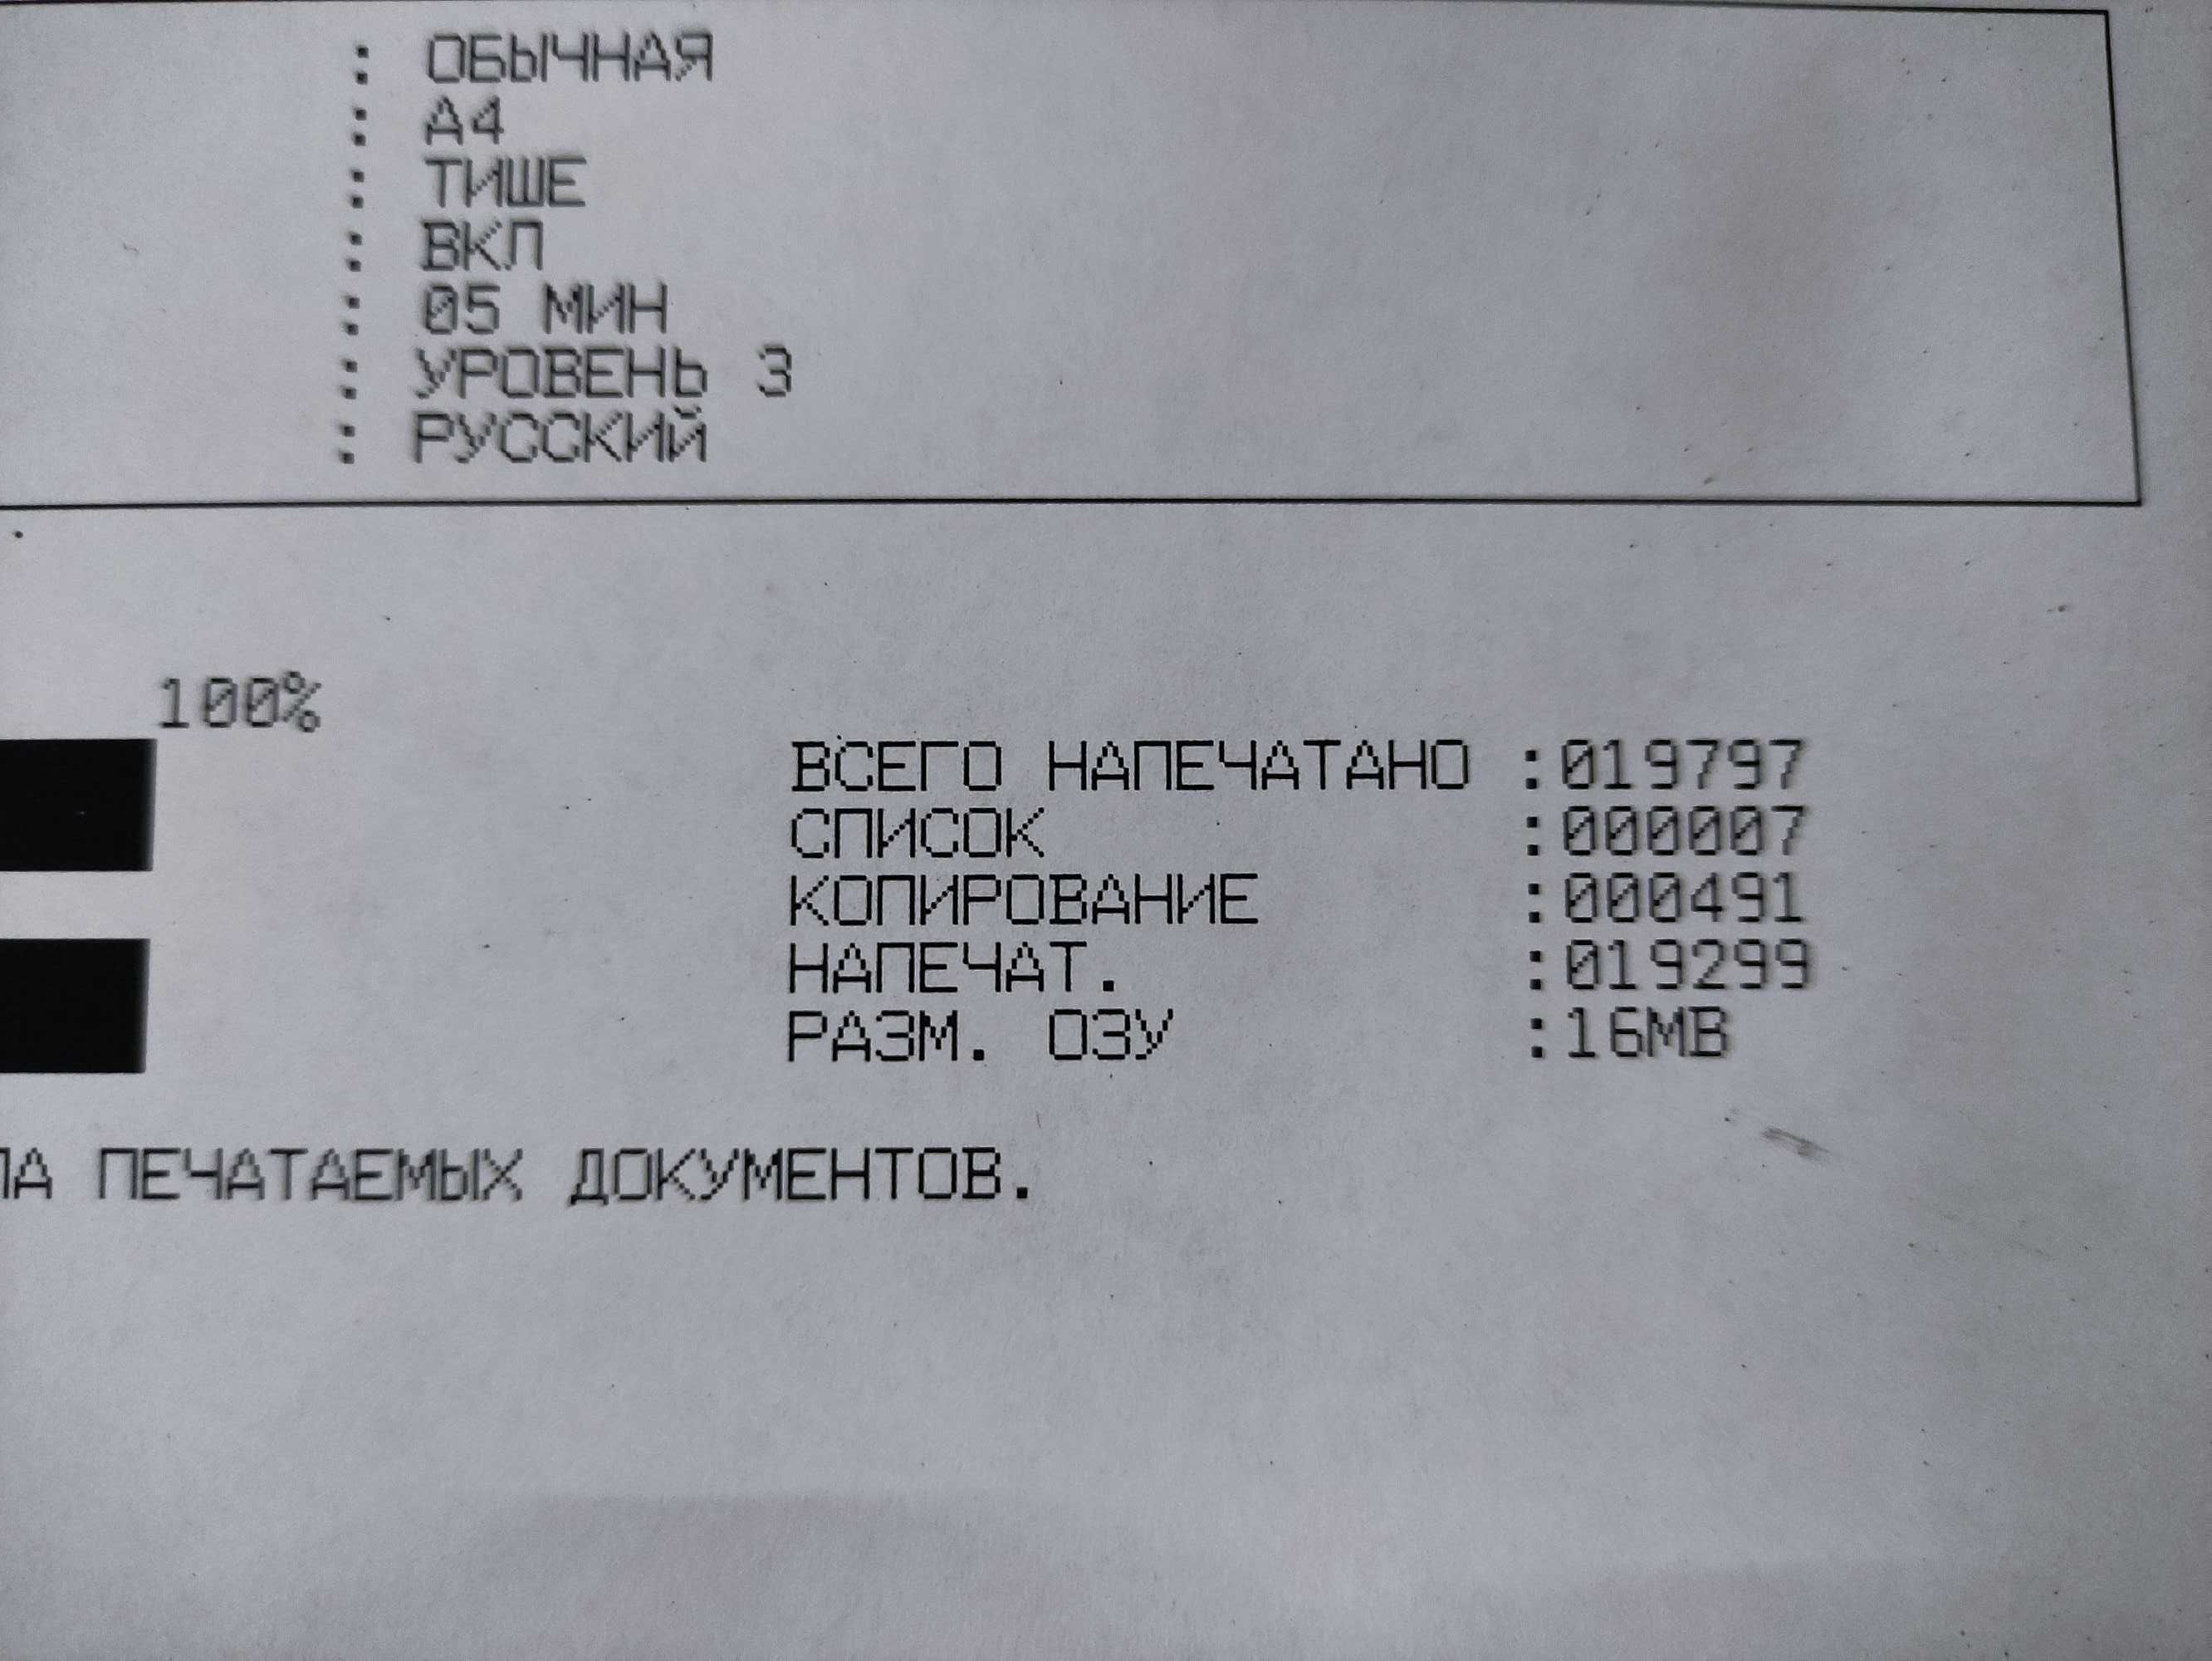 : ОБЫЧНАЯ
: A4
: ТИШЕ
: ВКЛ
: 05 МИН
: УРОВЕНЬ 3
: РУССКИЙ
100%
ВСЕГО НАПЕЧАТАНО :019797
СПИСОК :000007
КОПИРОВАНИЕ :000491
НАПЕЧАТ. :019299
РАЗМ. ОЗУ :16MB
ПЕЧАТАЕМЫХ ДОКУМЕНТОВ.